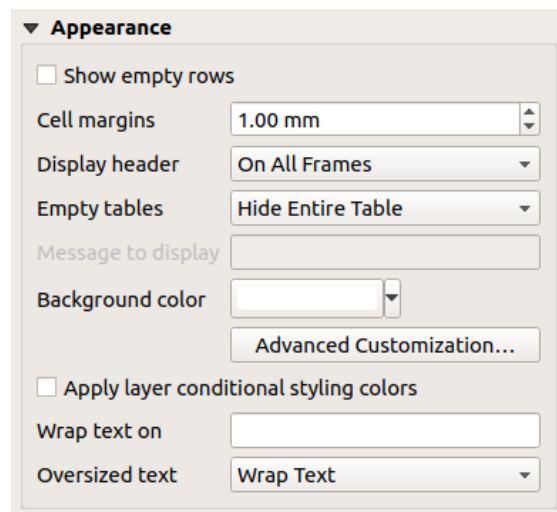 Appearance
Show empty rows
Cell margins 1.00 mm
Display header On All Frames
Empty tables Hide Entire Table
Message to display
Background color
Advanced Customization...
Apply layer conditional styling colors
Wrap text on
Oversized text Wrap Text